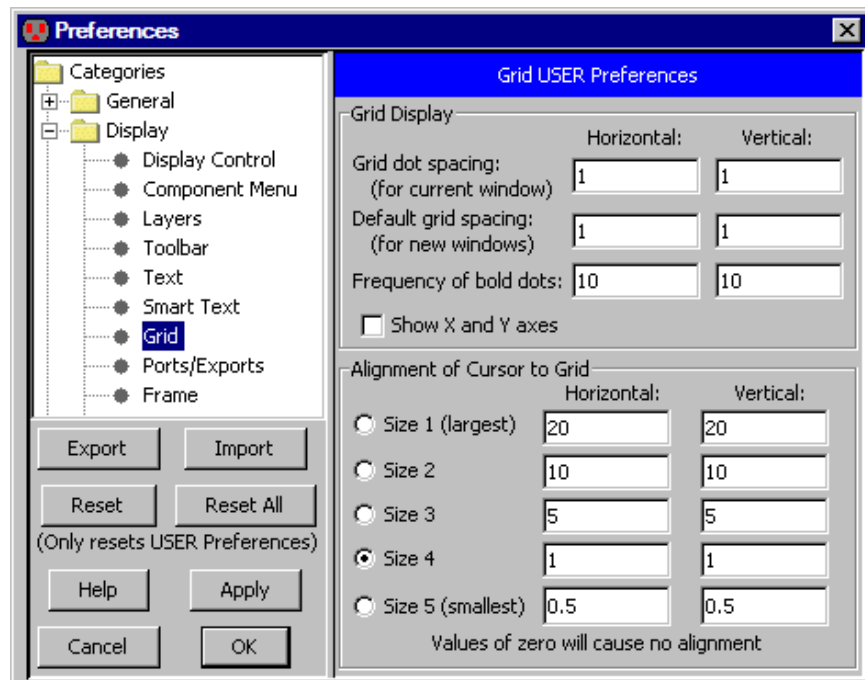 Preferences
Categories
General
Display
Display Control
Component Menu
Layers
Toolbar
Text
Smart Text
Grid
Ports/Exports
Frame
Export Import
Reset Reset All
(Only resets USER Preferences)
Help Apply
Cancel OK
Grid USER Preferences
Grid Display
Horizontal: Vertical:
Grid dot spacing:
(for current window) 1 1
Default grid spacing:
(for new windows) 1 1
Frequency of bold dots: 10 10
Show X and Y axes
Alignment of Cursor to Grid
Horizontal: Vertical:
Size 1 (largest) 20 20
Size 2 10 10
Size 3 5 5
Size 4 1 1
Size 5 (smallest) 0.5 0.5
Values of zero will cause no alignment